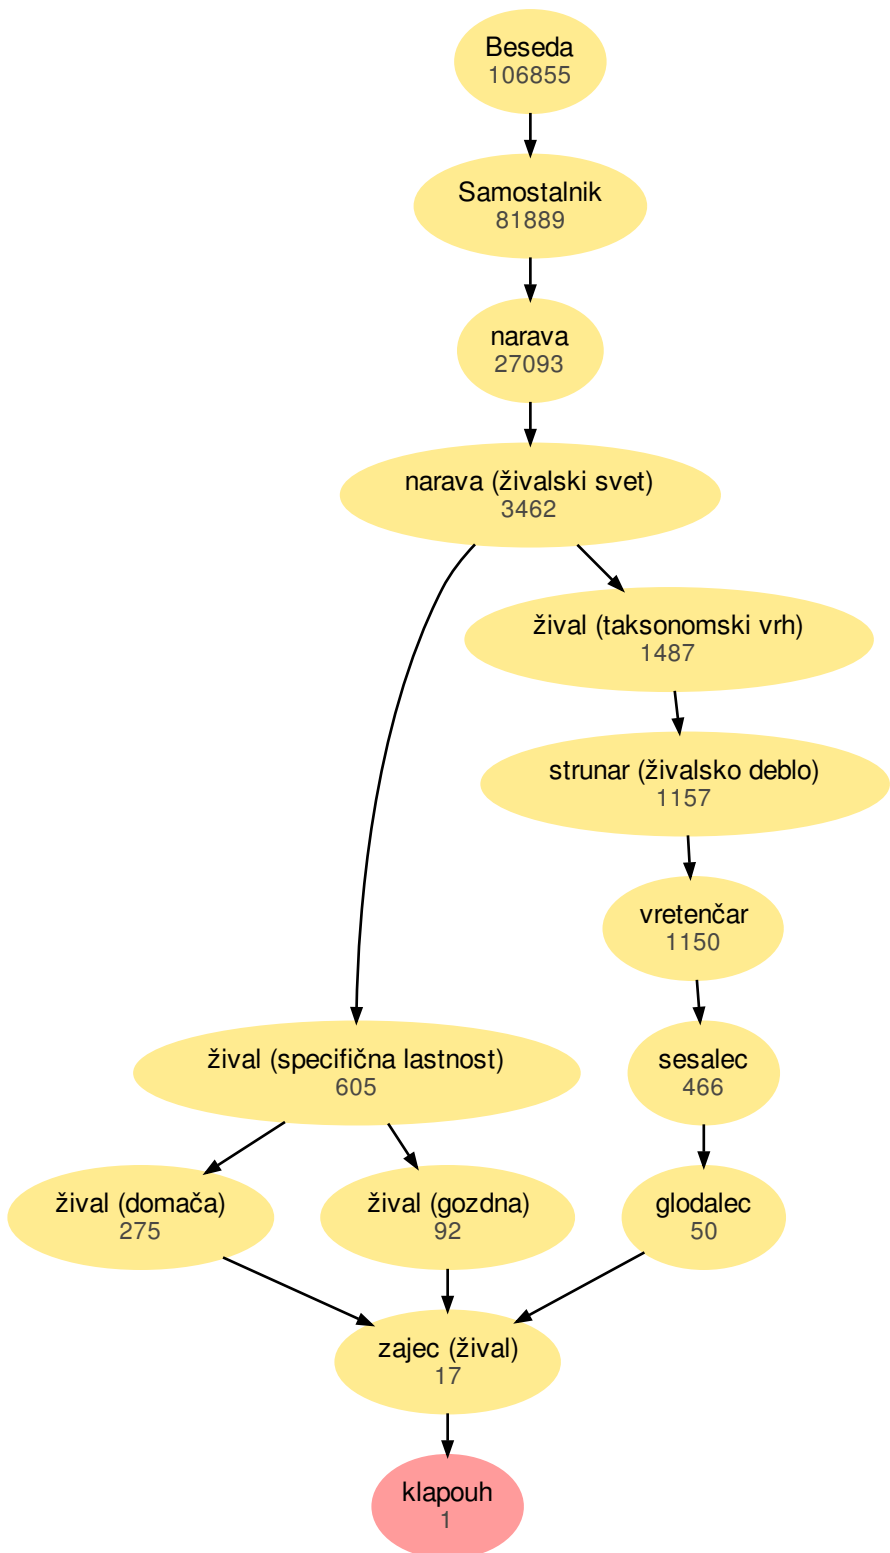 Beseda
106855
Samostalnik
81889
narava
27093
narava (živalski svet)
3462
žival (taksonomski vrh)
1487
strunar (živalsko deblo)
1157
vretenčar
1150
žival (specifična lastnost)
605
sesalec
466
žival (domača)
275
žival (gozdna)
92
glodalec
50
zajec (žival)
17
klapouh
1